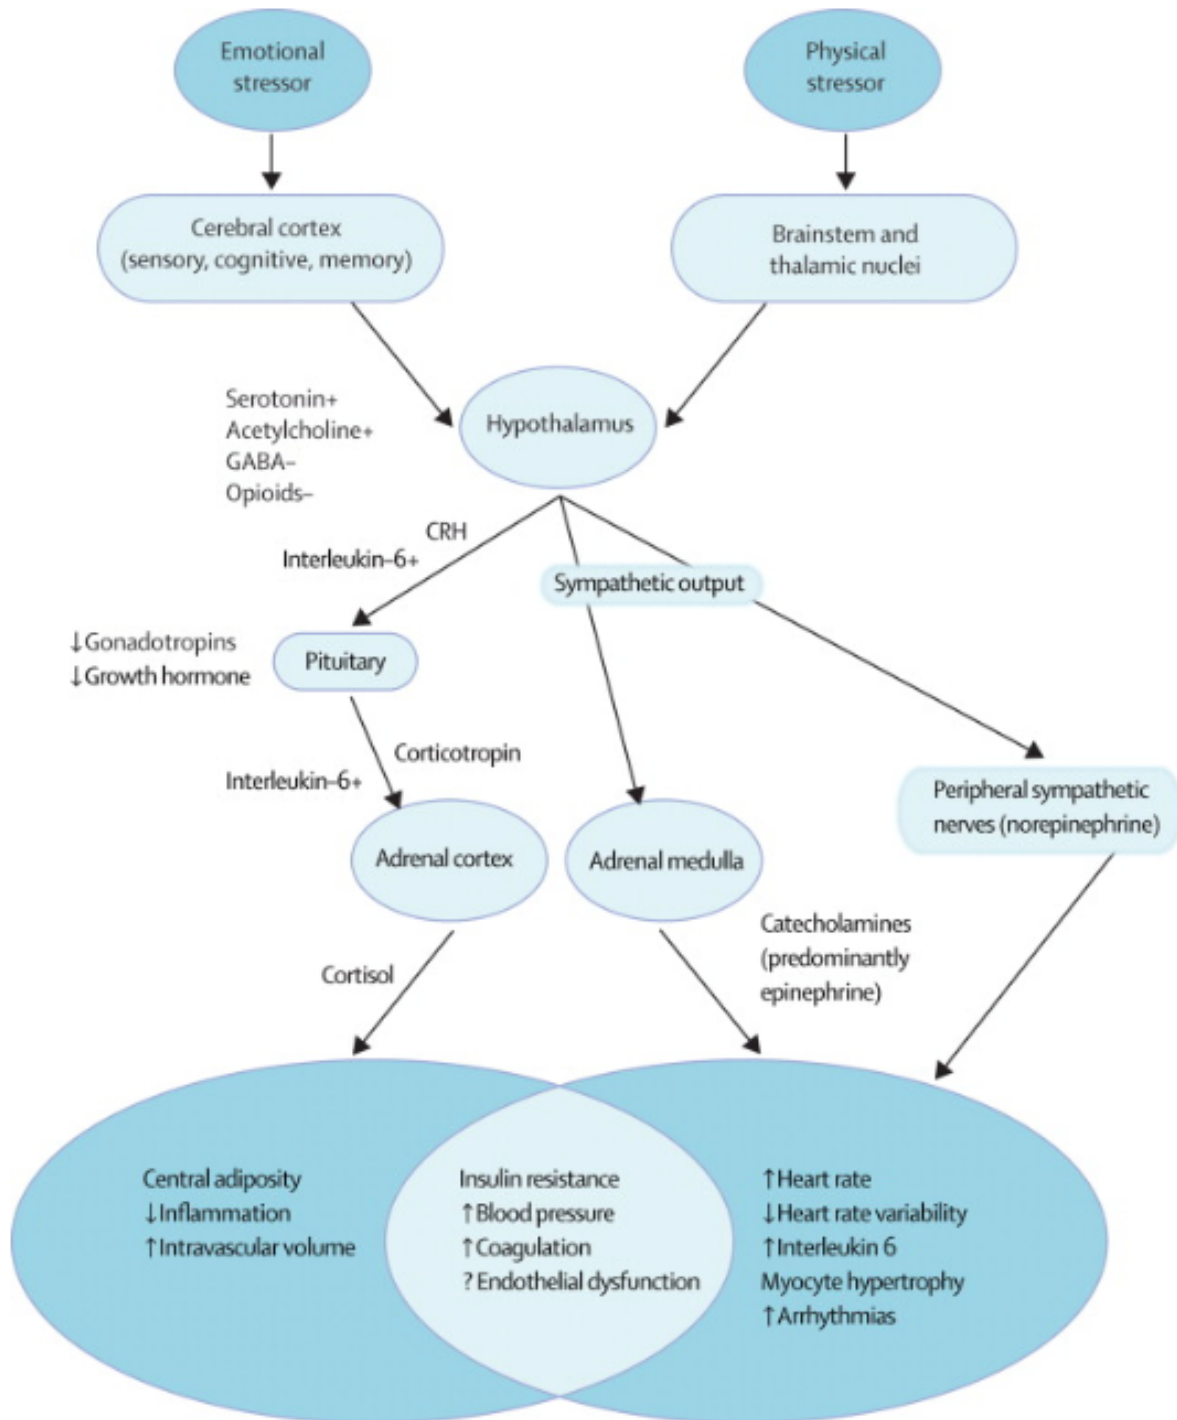 Emotional
stressor
Physical
stressor
Cerebral cortex
(sensory, cognitive, memory)
Brainstem and
thalamic nuclei
Serotonin+
Acetylcholine+
GABA–
Opioids–
Hypothalamus
CRH
Interleukin–6+
Sympathetic output
↓Gonadotropins
↓Growth hormone
Pituitary
Corticotropin
Interleukin–6+
Peripheral sympathetic
nerves (norepinephrine)
Adrenal cortex
Adrenal medulla
Cortisol
Catecholamines
(predominantly
epinephrine)
Central adiposity
↓Inflammation
↑Intravascular volume
Insulin resistance
↑Blood pressure
↑Coagulation
? Endothelial dysfunction
↑Heart rate
↓Heart rate variability
↑Interleukin 6
Myocyte hypertrophy
↑Arrhythmias